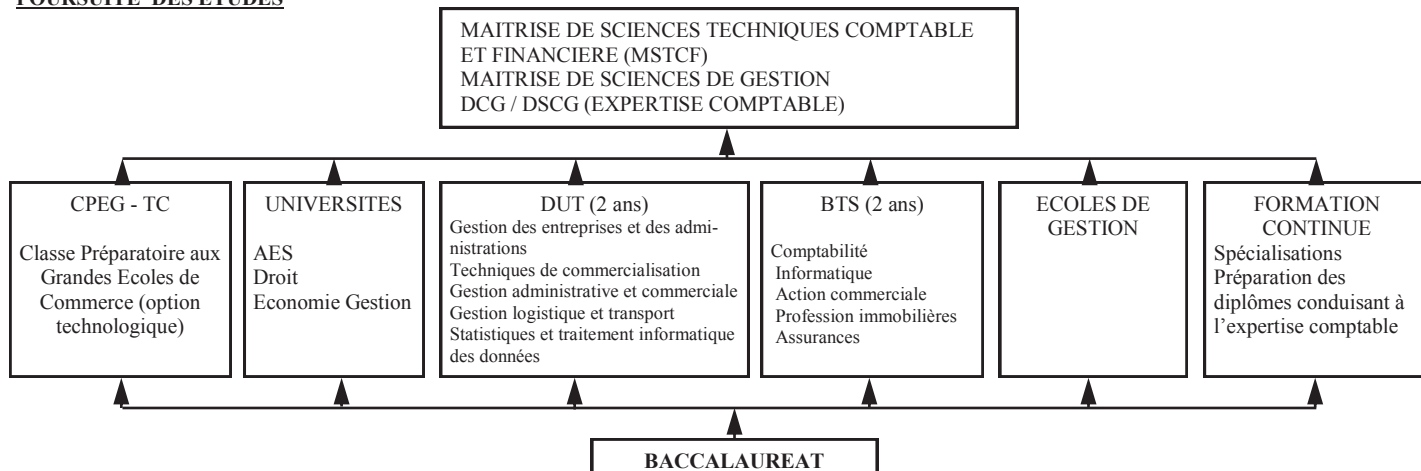 POURSUITE DES ETUDES
MAITRISE DE SCIENCES TECHNIQUES COMPTABLE
ET FINANCIERE (MSTCF)
MAITRISE DE SCIENCES DE GESTION
DCG / DSCG (EXPERTISE COMPTABLE)
CPEG - TC
Classe Préparatoire aux
Grandes Ecoles de
Commerce (option
technologique)
UNIVERSITES
AES
Droit
Economie Gestion
DUT (2 ans)
Gestion des entreprises et des admi-
nistrations
Techniques de commercialisation
Gestion administrative et commerciale
Gestion logistique et transport
Statistiques et traitement informatique
des données
BTS (2 ans)
Comptabilité
Informatique
Action commerciale
Profession immobilières
Assurances
ECOLES DE
GESTION
FORMATION
CONTINUE
Spécialisations
Préparation des
diplômes conduisant à
l’expertise comptable
BACCALAUREAT